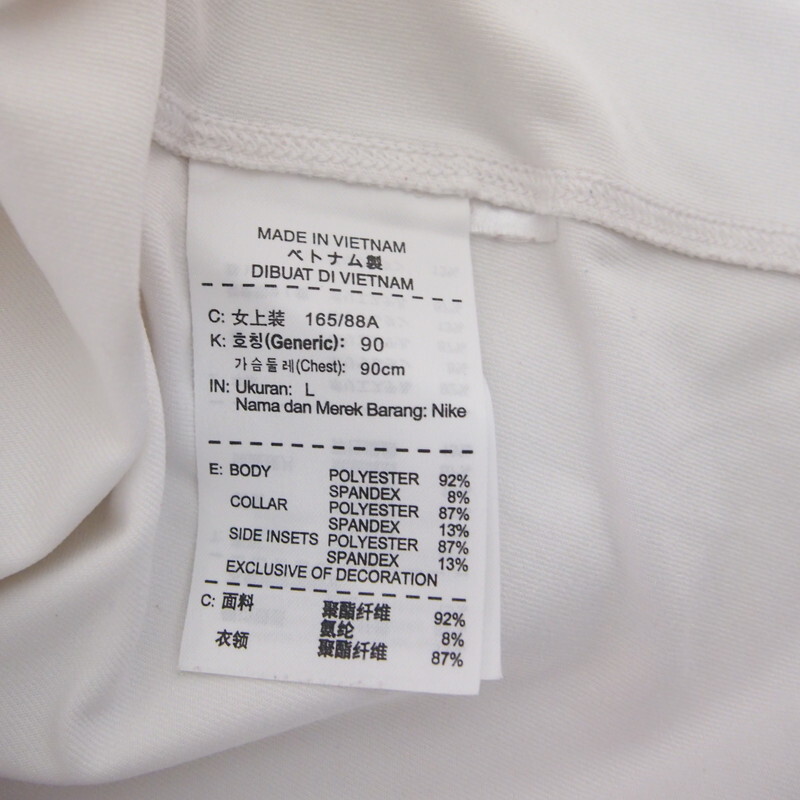 MADE IN VIETNAM
ベトナム製
DIBUAT DI VIETNAM
C: 女上装 165/88A
K: 호칭(Generic): 90
가슴둘레(Chest): 90cm
IN: Ukuran: L
Nama dan Merek Barang: Nike
E: BODY POLYESTER 92%
SPANDEX 8%
COLLAR POLYESTER 87%
SPANDEX 13%
SIDE INSETS POLYESTER 87%
SPANDEX 13%
EXCLUSIVE OF DECORATION
C: 面料 聚酯纤维 92%
氨纶 8%
衣领 聚酯纤维 87%